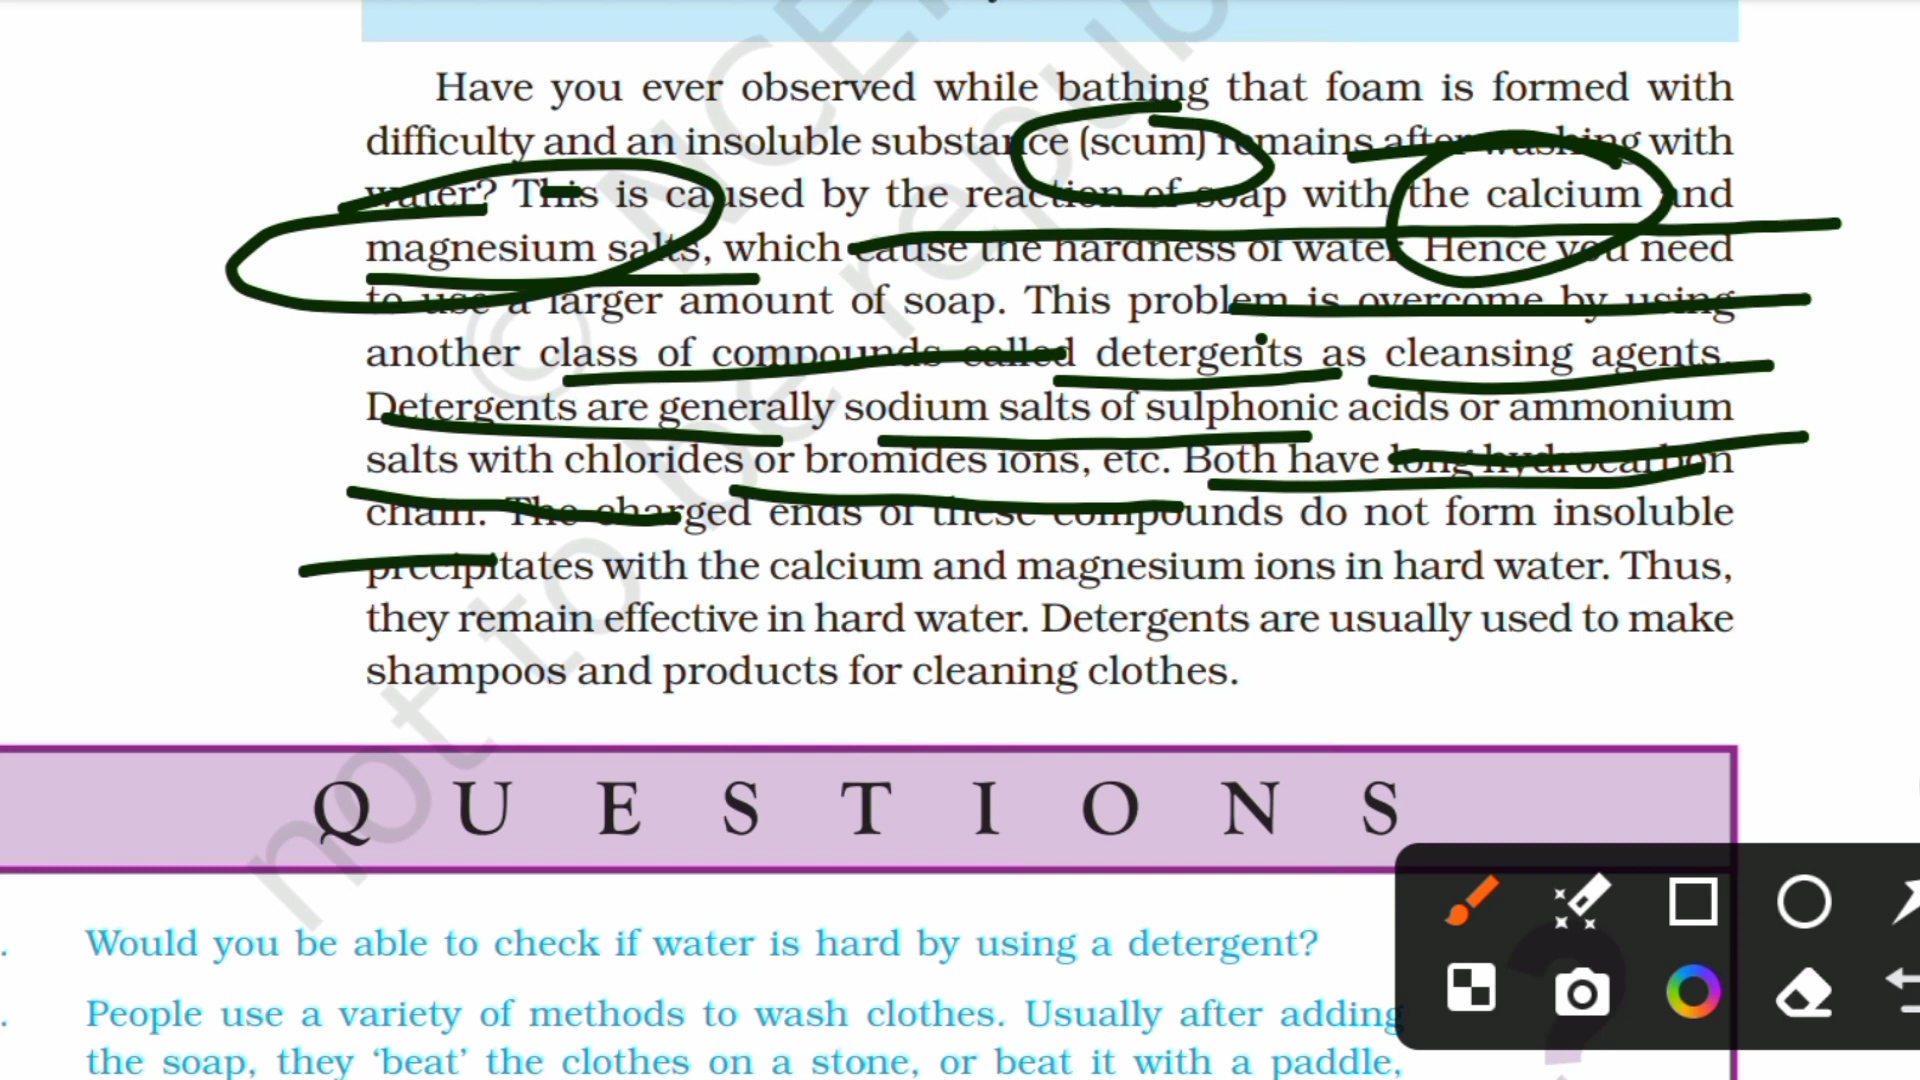 Have you ever observed while bathing that foam is formed with
difficulty and an insoluble substance (scum) remains after washing with
water? This is caused by the reaction of soap with the calcium and
magnesium salts, which cause the hardness of water. Hence you need
to use a larger amount of soap. This problem is overcome by using
another class of compounds called detergents as cleansing agents.
Detergents are generally sodium salts of sulphonic acids or ammonium
salts with chlorides or bromides ions, etc. Both have long hydrocarbon
chain. The charged ends of these compounds do not form insoluble
precipitates with the calcium and magnesium ions in hard water. Thus,
they remain effective in hard water. Detergents are usually used to make
shampoos and products for cleaning clothes.
QUESTIONS
. Would you be able to check if water is hard by using a detergent?
. People use a variety of methods to wash clothes. Usually after adding
the soap, they ‘beat’ the clothes on a stone, or beat it with a paddle,
© NCE
not to be repub
?